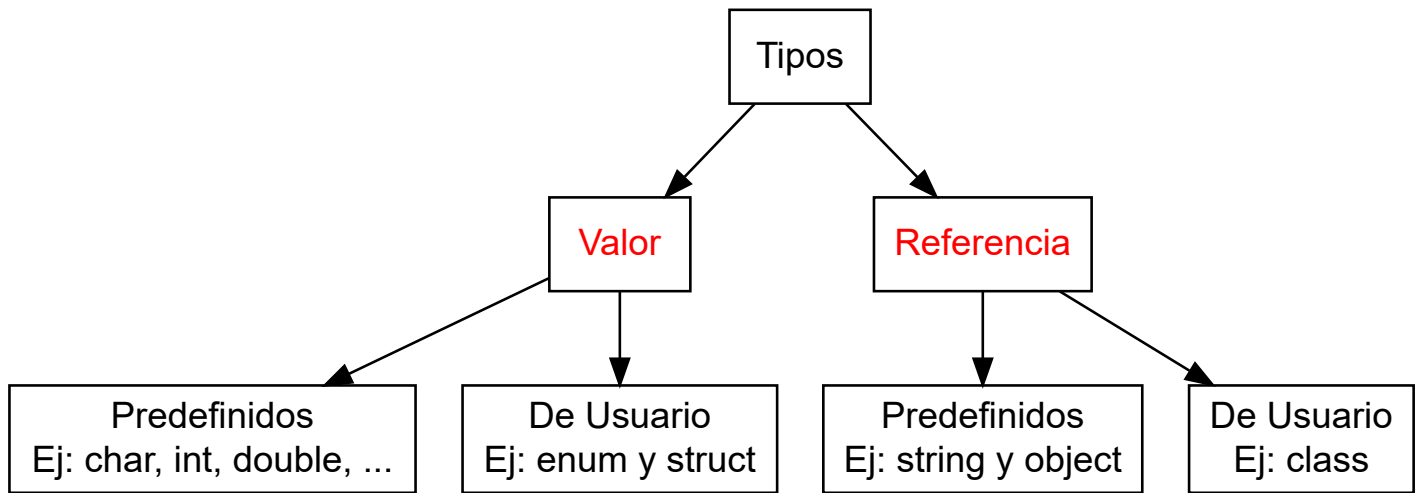 Tipos
Valor
Referencia
Predefinidos
Ej: char, int, double, ...
De Usuario
Ej: enum y struct
Predefinidos
Ej: string y object
De Usuario
Ej: class